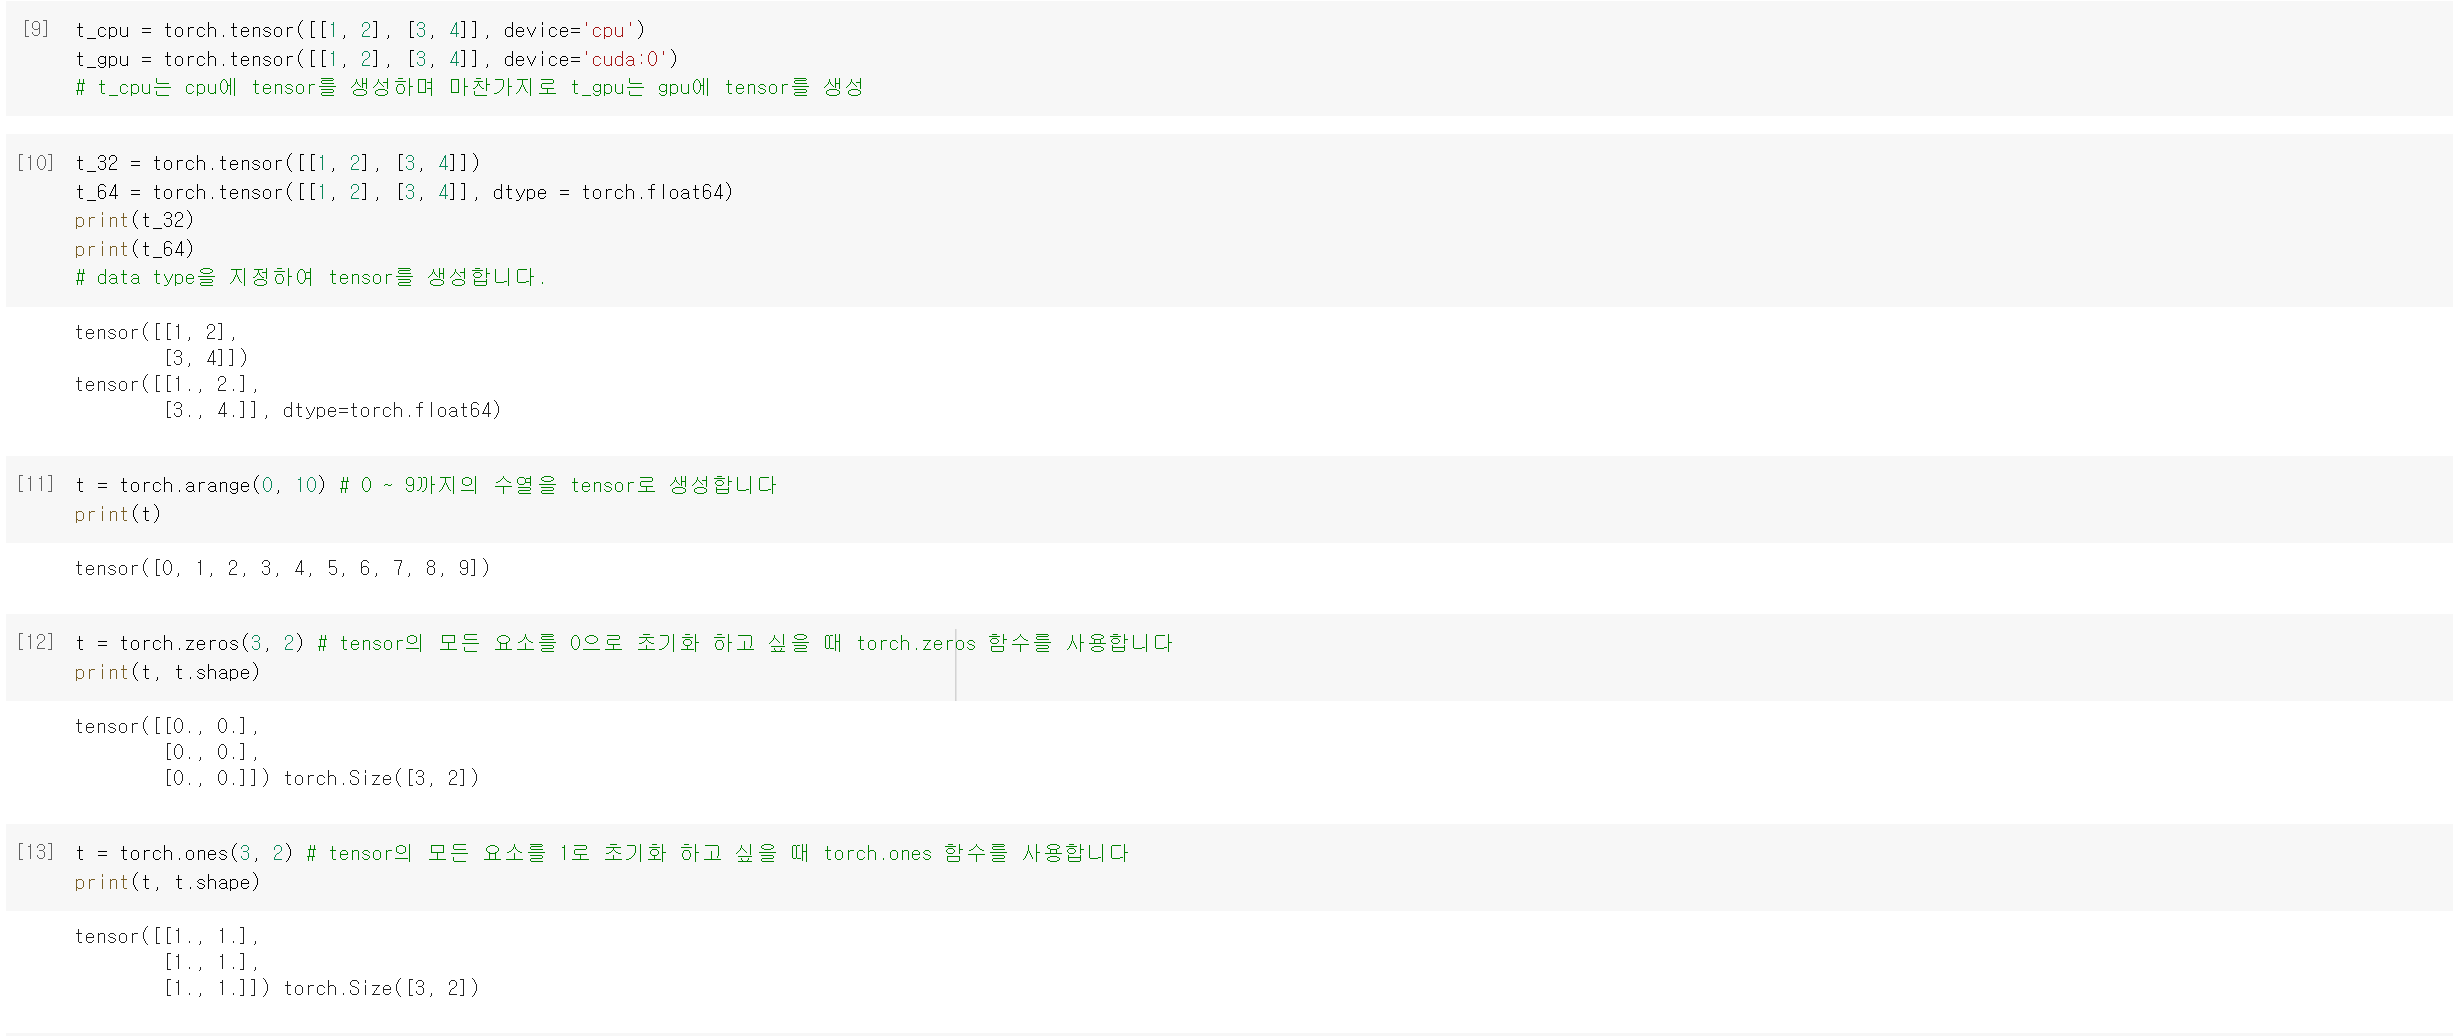 [9] t_cpu = torch.tensor([[1, 2], [3, 4]], device='cpu')
t_gpu = torch.tensor([[1, 2], [3, 4]], device='cuda:0')
# t_cpu는 cpu에 tensor를 생성하며 마찬가지로 t_gpu는 gpu에 tensor를 생성
[10] t_32 = torch.tensor([[1, 2], [3, 4]])
t_64 = torch.tensor([[1, 2], [3, 4]], dtype = torch.float64)
print(t_32)
print(t_64)
# data type을 지정하여 tensor를 생성합니다.
tensor([[1, 2],
[3, 4]])
tensor([[1., 2.],
[3., 4.]], dtype=torch.float64)
[11] t = torch.arange(0, 10) # 0 ~ 9까지의 수열을 tensor로 생성합니다
print(t)
tensor([0, 1, 2, 3, 4, 5, 6, 7, 8, 9])
[12] t = torch.zeros(3, 2) # tensor의 모든 요소를 0으로 초기화 하고 싶을 때 torch.zeros 함수를 사용합니다
print(t, t.shape)
tensor([[0., 0.],
[0., 0.],
[0., 0.]]) torch.Size([3, 2])
[13] t = torch.ones(3, 2) # tensor의 모든 요소를 1로 초기화 하고 싶을 때 torch.ones 함수를 사용합니다
print(t, t.shape)
tensor([[1., 1.],
[1., 1.],
[1., 1.]]) torch.Size([3, 2])